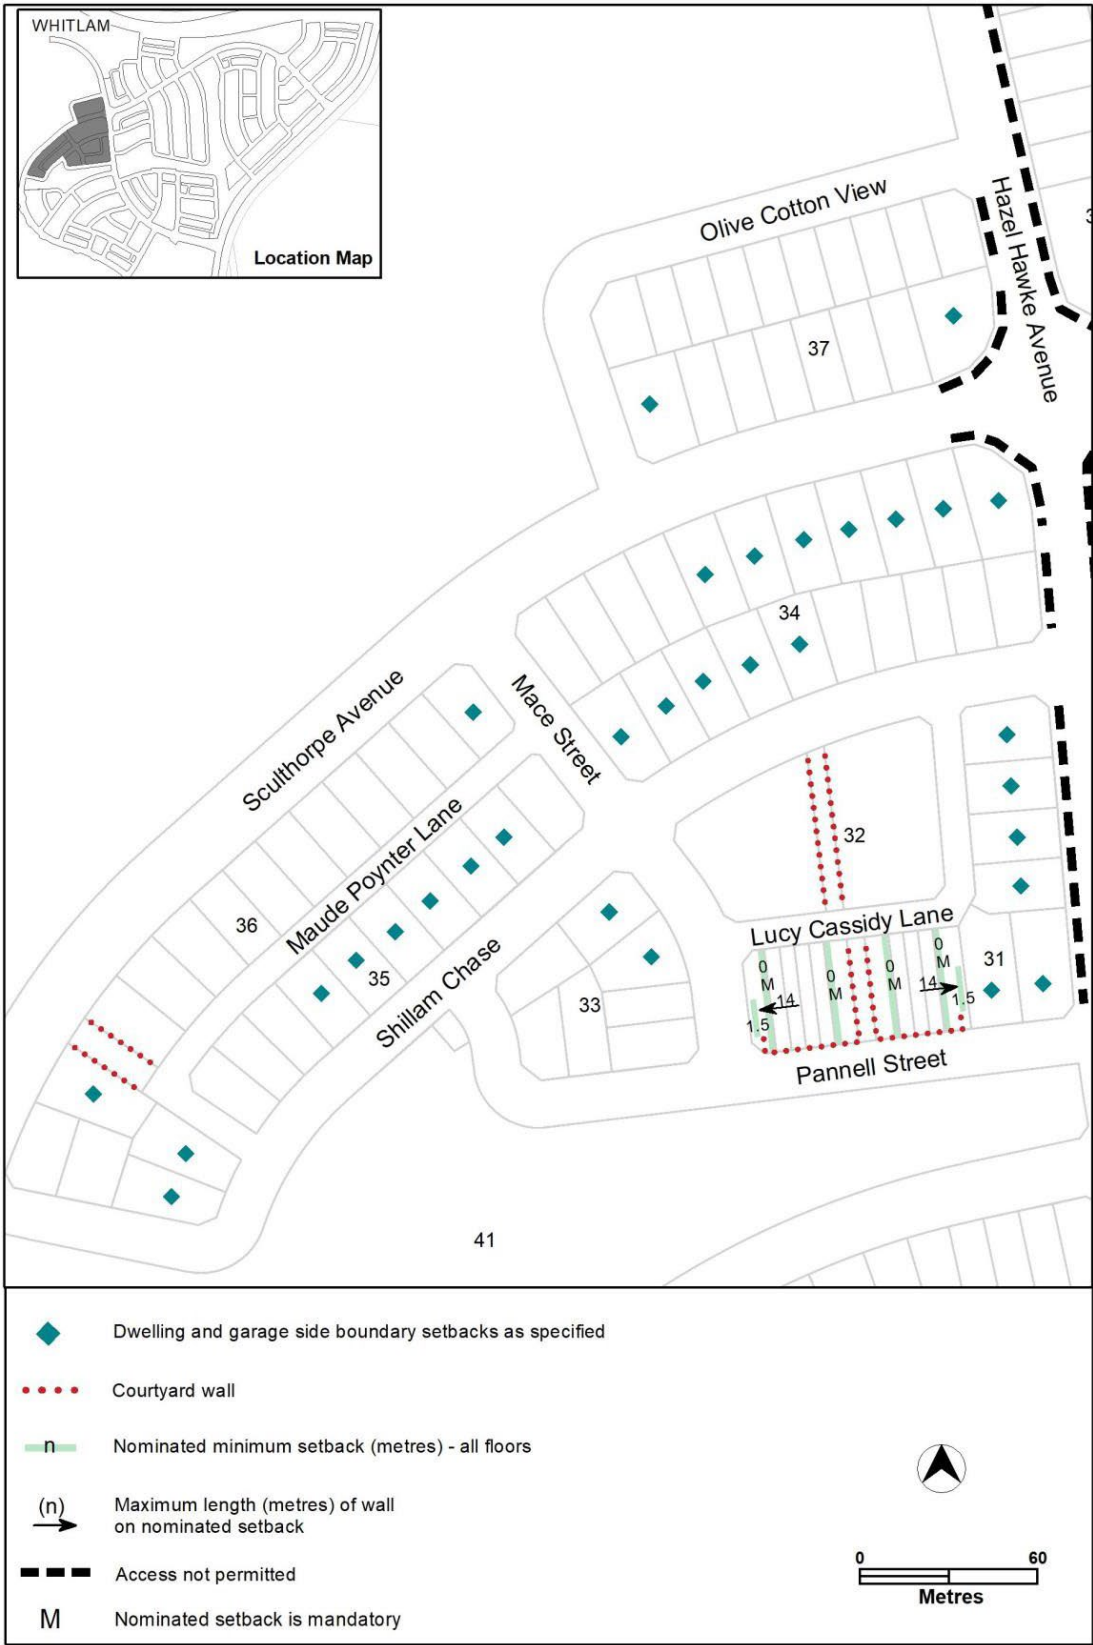 WHITLAM
Location Map
Olive Cotton View
Hazel Hawke Avenue
37
34
Sculthorpe Avenue
Mace Street
32
Maude Poynter Lane
36
35
Shillam Chase
33
Lucy Cassidy Lane
0
M
0
M
0
M
0
M
14
14
1.5
1.5
31
Pannell Street
41
Dwelling and garage side boundary setbacks as specified
Courtyard wall
n
Nominated minimum setback (metres) - all floors
(n)
Maximum length (metres) of wall
on nominated setback
Access not permitted
M
Nominated setback is mandatory
0 60
Metres